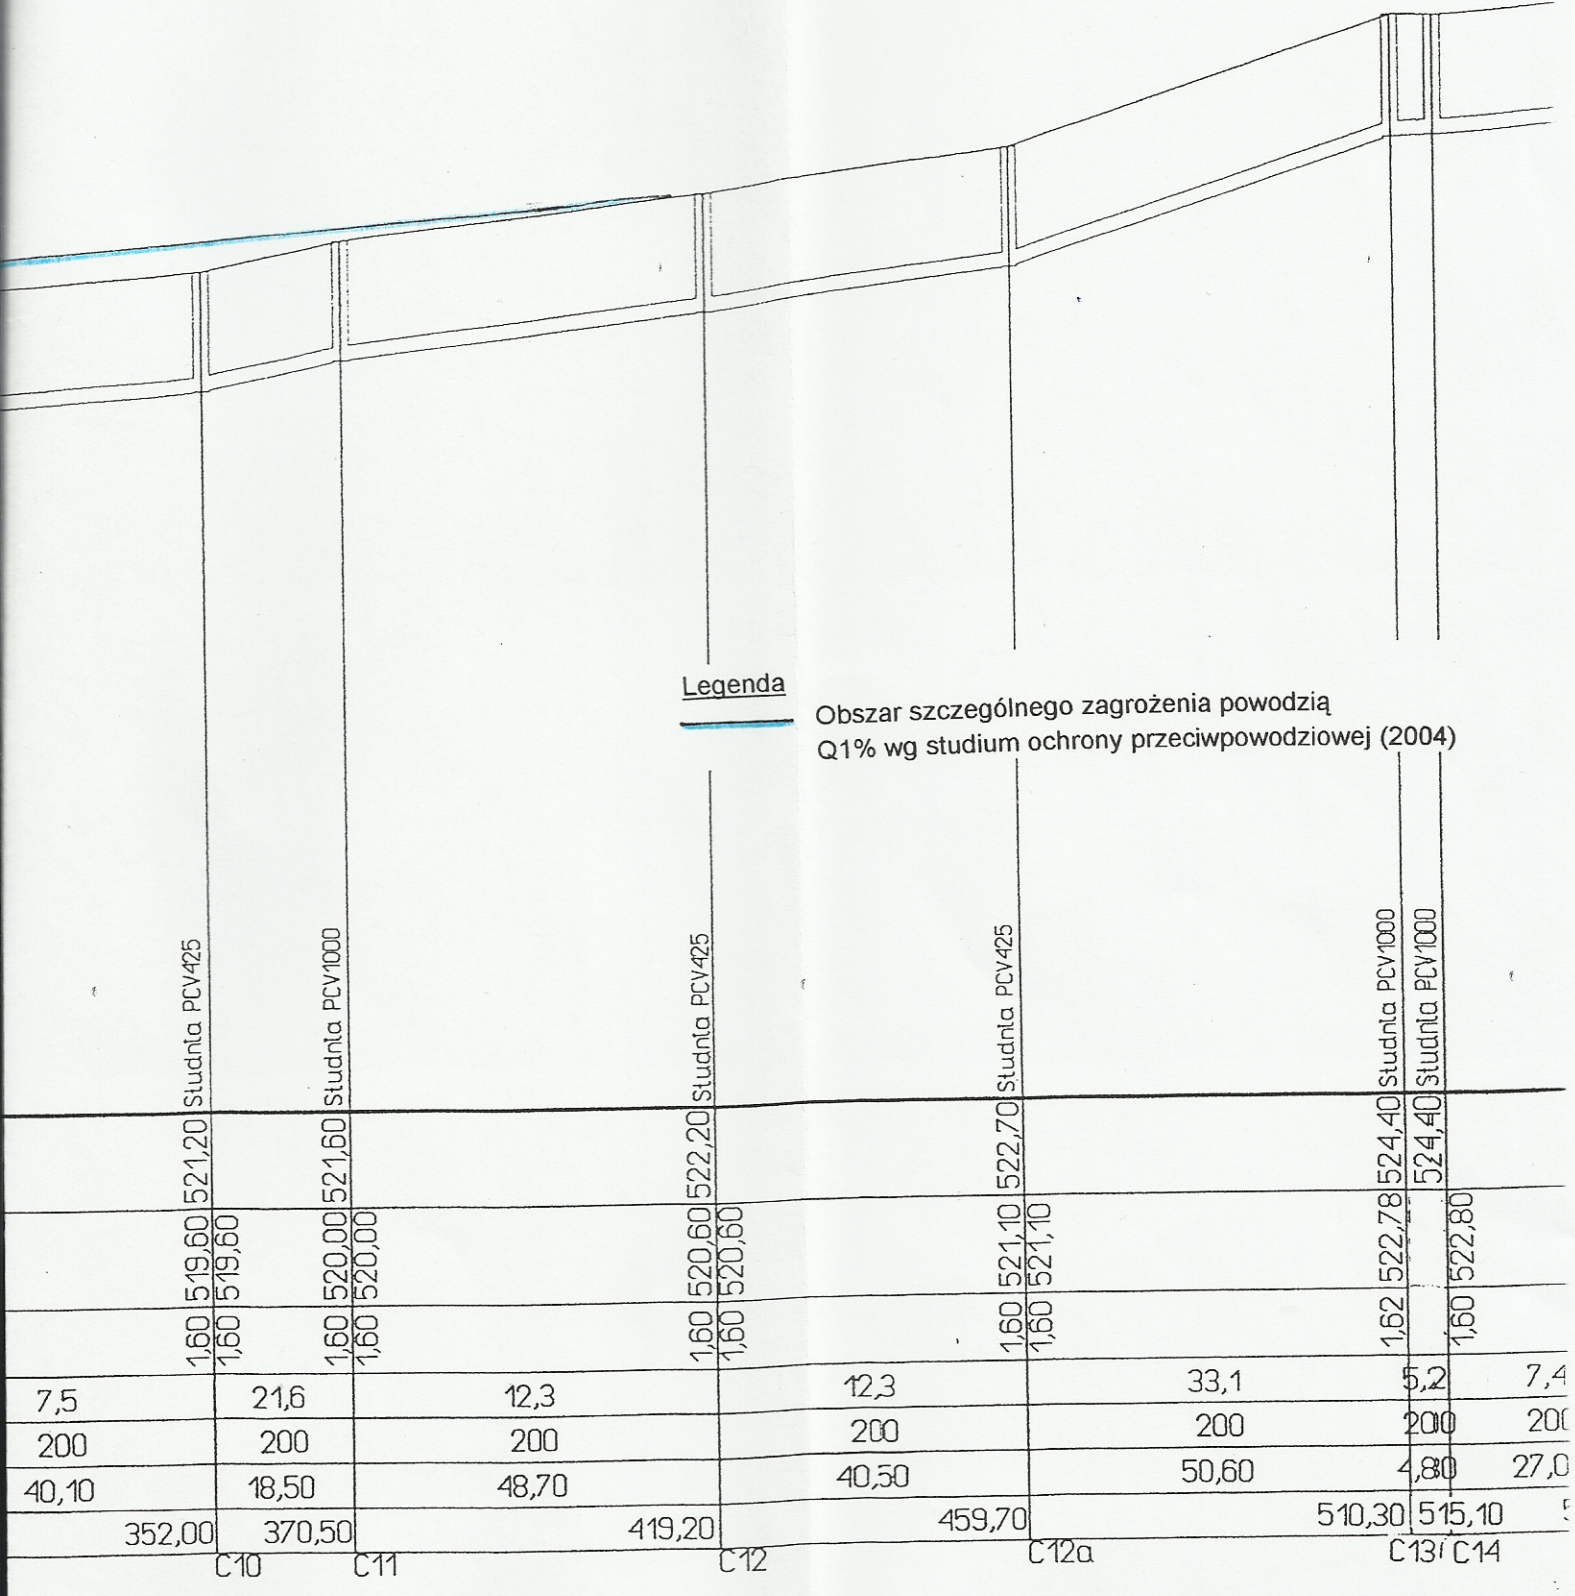 Legenda
Obszar szczególnego zagrożenia powodzią
Q1% wg studium ochrony przeciwpowodziowej (2004)
Studnia PCV425
Studnia PCV1000
Studnia PCV425
Studnia PCV425
Studnia PCV1000
Studnia PCV1000
521,20
521,60
522,20
522,70
524,40
524,40
519,60 519,60
520,00 520,00
520,60 520,60
521,10 521,10
522,78
522,80
1,60 1,60
1,60 1,60
1,60 1,60
1,60 1,60
1,62
1,60
7,5 21,6 12,3 12,3 33,1 5,2 7,4
200 200 200 200 200 200 200
40,10 18,50 48,70 40,50 50,60 4,80 27,0
352,00 370,50 419,20 459,70 510,30 515,10
C10 C11 C12 C12a C13 C14